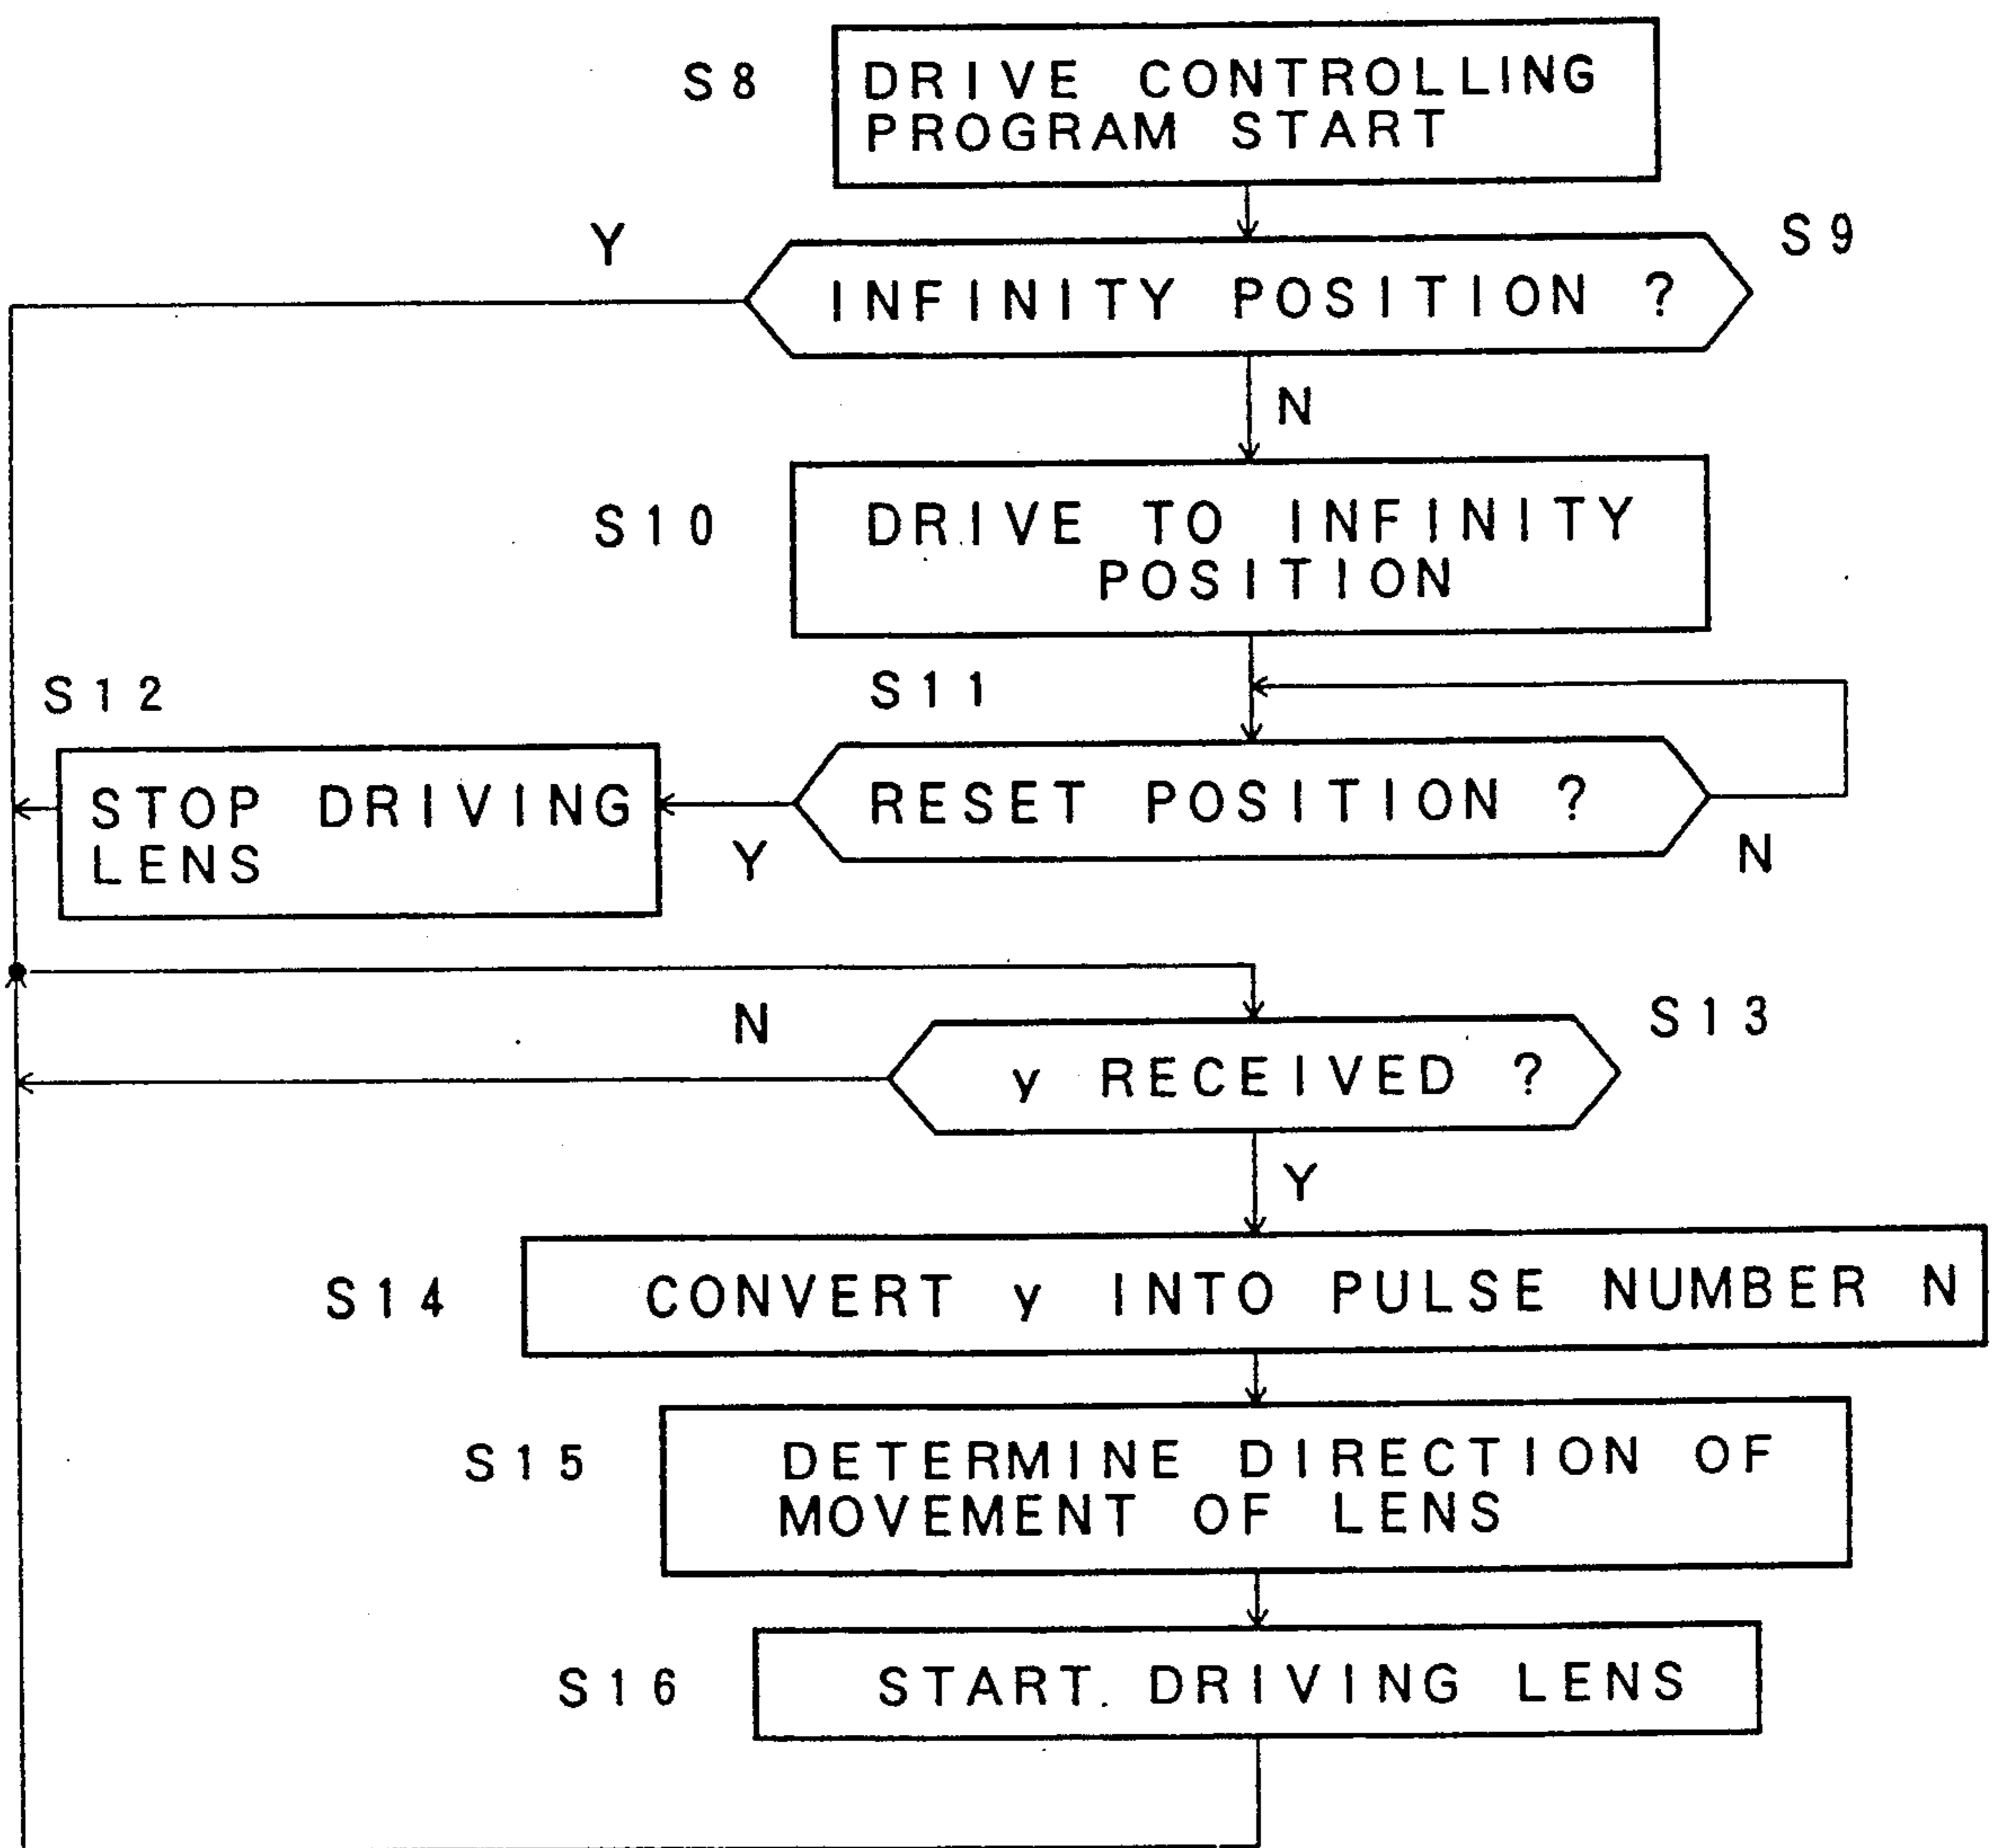 S8
DRIVE CONTROLLING
PROGRAM START
Y
S9
INFINITY POSITION ?
N
S10
DRIVE TO INFINITY
POSITION
S12
S11
STOP DRIVING
LENS
RESET POSITION ?
Y
N
N
S13
y RECEIVED ?
Y
S14
CONVERT y INTO PULSE NUMBER N
S15
DETERMINE DIRECTION OF
MOVEMENT OF LENS
S16
START DRIVING LENS